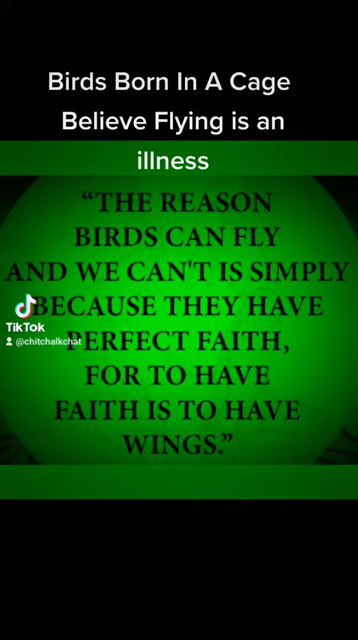 Birds Born In A Cage
Believe Flying is an
illness
“THE REASON
BIRDS CAN FLY
AND WE CAN'T IS SIMPLY
BECAUSE THEY HAVE
TikTok
PERFECT FAITH,
@chitchalkchat
FOR TO HAVE
FAITH IS TO HAVE
WINGS.”